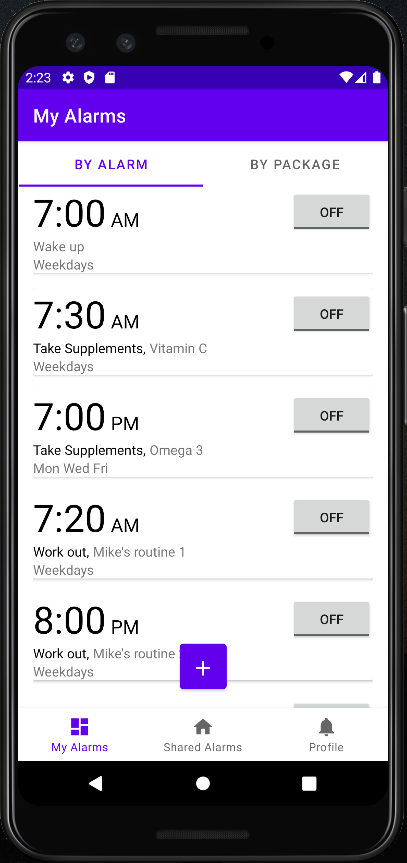 2:23
My Alarms
BY ALARM BY PACKAGE
7:00 AM OFF
Wake up
Weekdays
7:30 AM OFF
Take Supplements, Vitamin C
Weekdays
7:00 PM OFF
Take Supplements, Omega 3
Mon Wed Fri
7:20 AM OFF
Work out, Mike's routine 1
Weekdays
8:00 PM OFF
Work out, Mike's routine
Weekdays
+
My Alarms Shared Alarms Profile